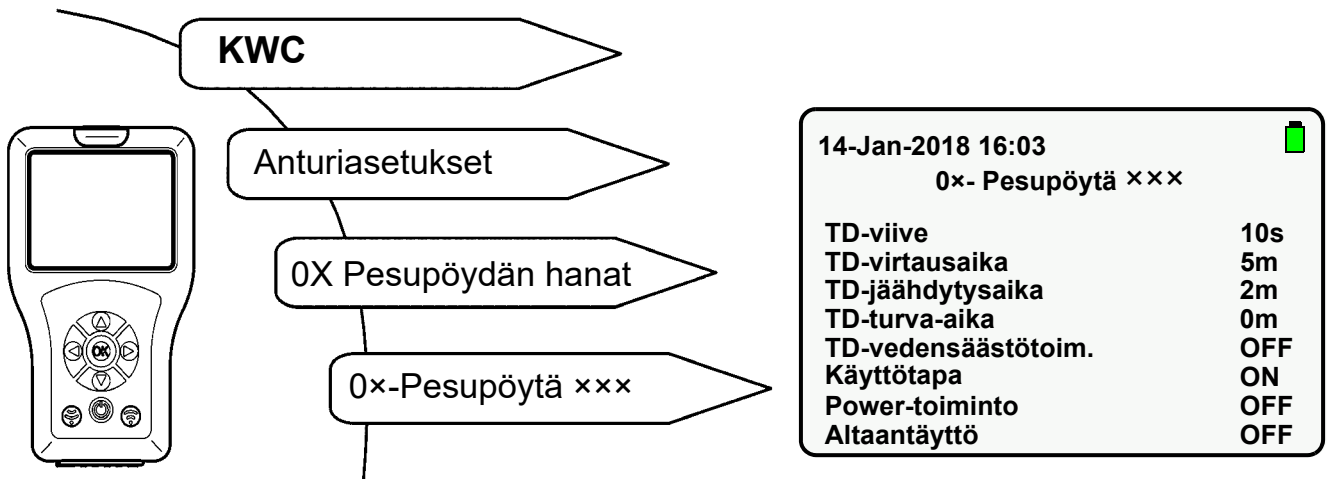 KWC
Anturiasetukset
0X Pesupöydän hanat
0×-Pesupöytä ×××
OK
14-Jan-2018 16:03
0×- Pesupöytä ×××
TD-viive 10s
TD-virtausaika 5m
TD-jäähdytysaika 2m
TD-turva-aika 0m
TD-vedensäästötoim. OFF
Käyttötapa ON
Power-toiminto OFF
Altaantäyttö OFF